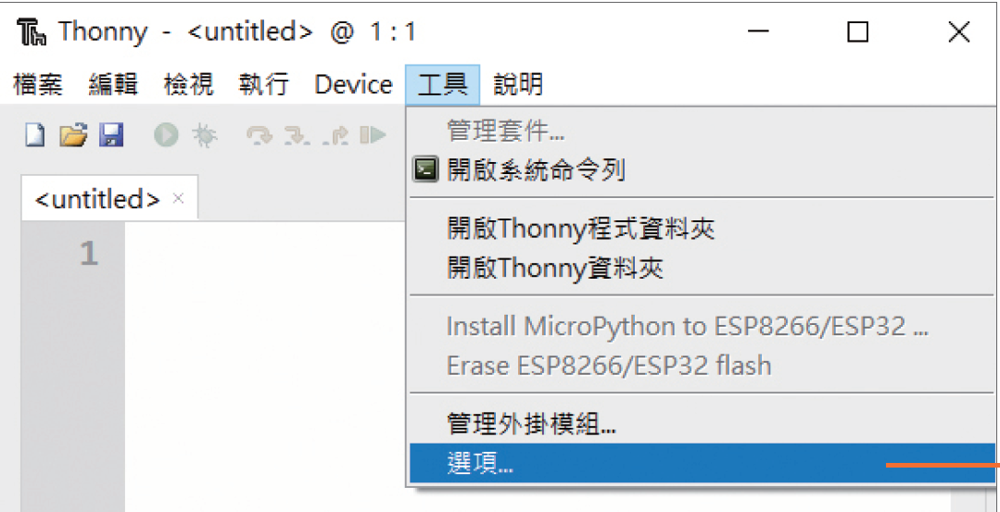 Thonny - <untitled> @ 1 : 1
檔案 編輯 檢視 執行 Device 工具 說明
管理套件...
開啟系統命令列
<untitled> ×
開啟Thonny程式資料夾
1
開啟Thonny資料夾
Install MicroPython to ESP8266/ESP32 ...
Erase ESP8266/ESP32 flash
管理外掛模組...
選項...